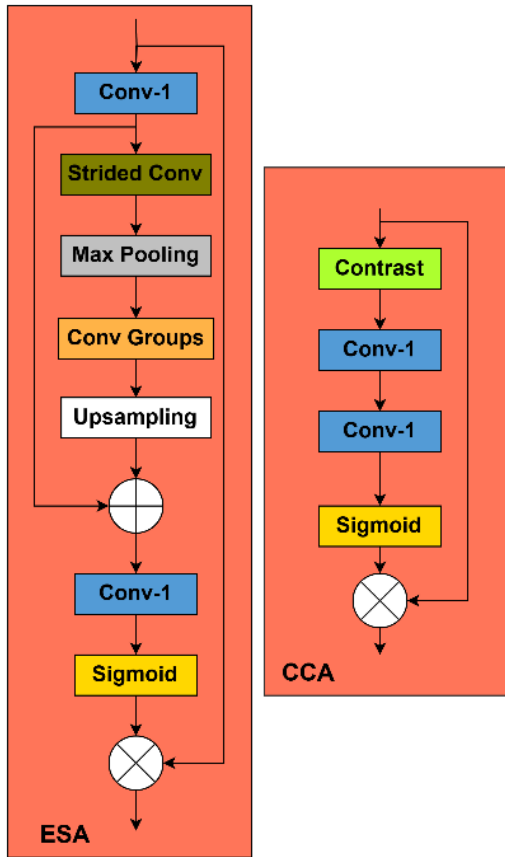 Conv-1
Strided Conv
Max Pooling
Conv Groups
Upsampling
Conv-1
Sigmoid
ESA
Contrast
Conv-1
Conv-1
Sigmoid
CCA